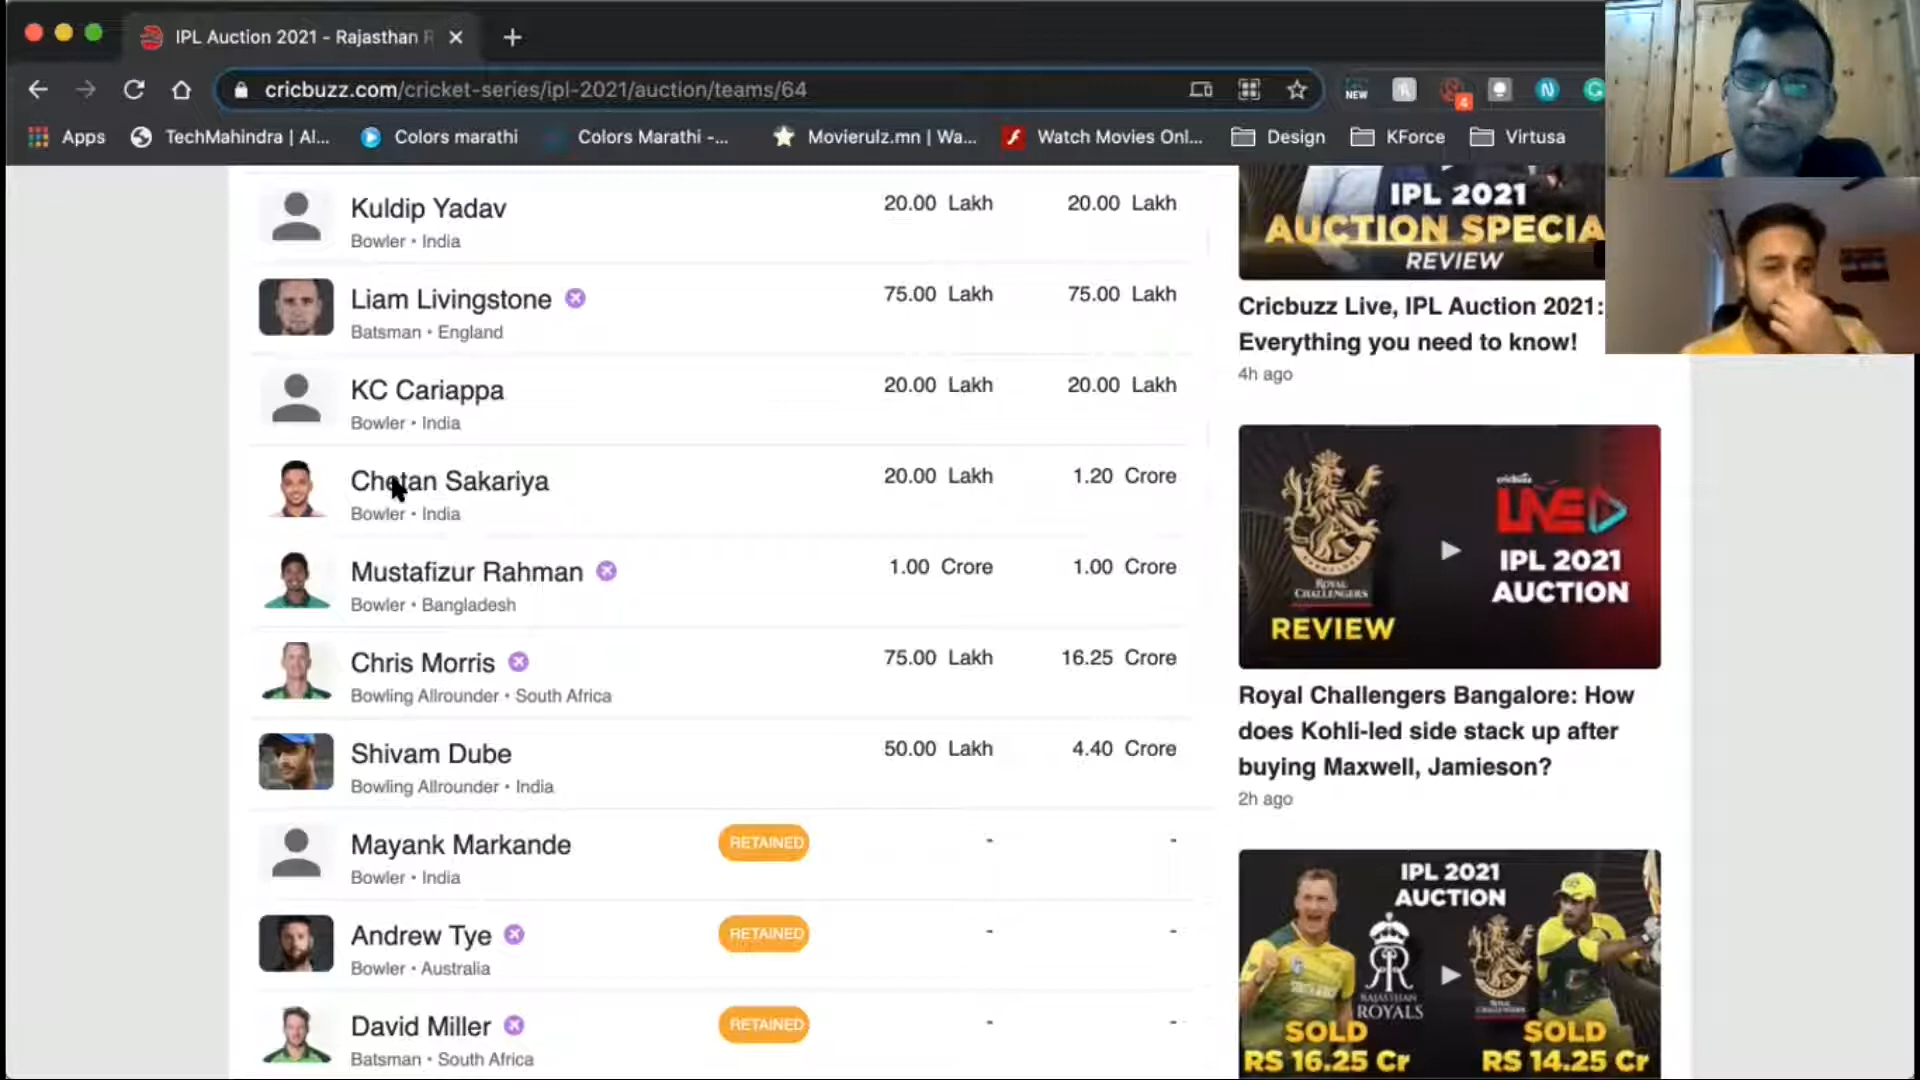 IPL Auction 2021 - Rajasthan R
cricbuzz.com/cricket-series/ipl-2021/auction/teams/64
NEW
4
N
Apps
TechMahindra | Al...
Colors marathi
Colors Marathi -...
Movierulz.mn | Wa...
Watch Movies Onl...
Design
KForce
Virtusa
Kuldip Yadav
20.00 Lakh
20.00 Lakh
Bowler • India
Liam Livingstone
75.00 Lakh
75.00 Lakh
Batsman • England
KC Cariappa
20.00 Lakh
20.00 Lakh
Bowler • India
Chetan Sakariya
20.00 Lakh
1.20 Crore
Bowler • India
Mustafizur Rahman
1.00 Crore
1.00 Crore
Bowler • Bangladesh
Chris Morris
75.00 Lakh
16.25 Crore
Bowling Allrounder • South Africa
Shivam Dube
50.00 Lakh
4.40 Crore
Bowling Allrounder • India
Mayank Markande
RETAINED
-
-
Bowler • India
Andrew Tye
RETAINED
-
-
Bowler • Australia
David Miller
RETAINED
-
-
Batsman • South Africa
IPL 2021
AUCTION SPECIA
REVIEW
Cricbuzz Live, IPL Auction 2021:
Everything you need to know!
4h ago
ROYAL
CHALLENGERS
REVIEW
cricbuzz
LIVE
IPL 2021
AUCTION
Royal Challengers Bangalore: How
does Kohli-led side stack up after
buying Maxwell, Jamieson?
2h ago
IPL 2021
AUCTION
RAJASTHAN
ROYALS
SOLD
RS 16.25 Cr
SOLD
RS 14.25 Cr